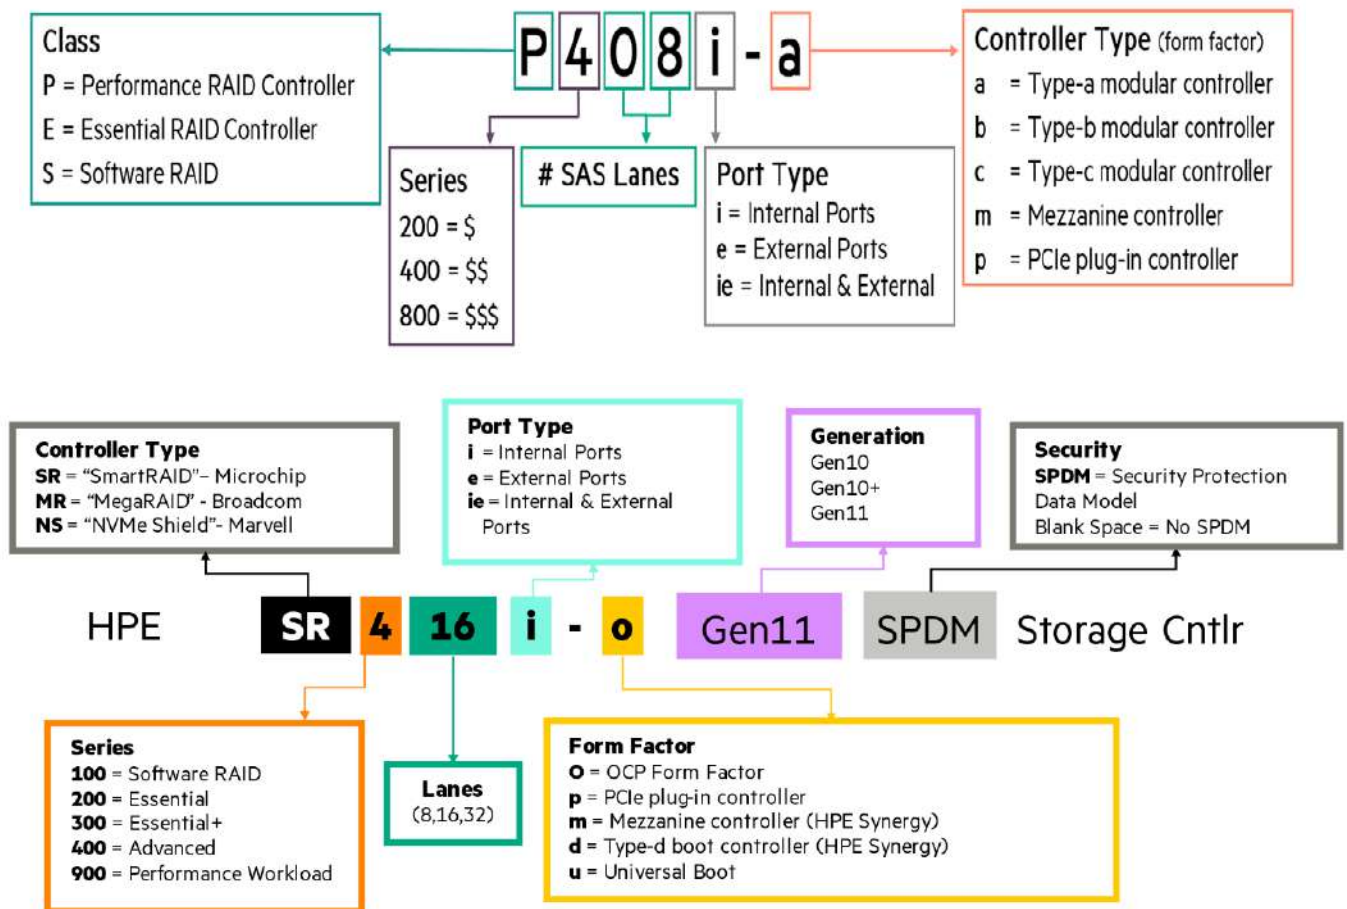 P408i-a
Class
P = Performance RAID Controller
E = Essential RAID Controller
S = Software RAID
Series
200 = $
400 = $$
800 = $$$
# SAS Lanes
Port Type
i = Internal Ports
e = External Ports
ie = Internal & External
Controller Type (form factor)
a = Type-a modular controller
b = Type-b modular controller
c = Type-c modular controller
m = Mezzanine controller
p = PCIe plug-in controller
Controller Type
SR = “SmartRAID”– Microchip
MR = “MegaRAID” - Broadcom
NS = “NVMe Shield”- Marvell
Port Type
i = Internal Ports
e = External Ports
ie = Internal & External
Ports
Generation
Gen10
Gen10+
Gen11
Security
SPDM = Security Protection
Data Model
Blank Space = No SPDM
HPE SR 4 16 i - o Gen11 SPDM Storage Cntlr
Series
100 = Software RAID
200 = Essential
300 = Essential+
400 = Advanced
900 = Performance Workload
Lanes
(8,16,32)
Form Factor
O = OCP Form Factor
p = PCIe plug-in controller
m = Mezzanine controller (HPE Synergy)
d = Type-d boot controller (HPE Synergy)
u = Universal Boot